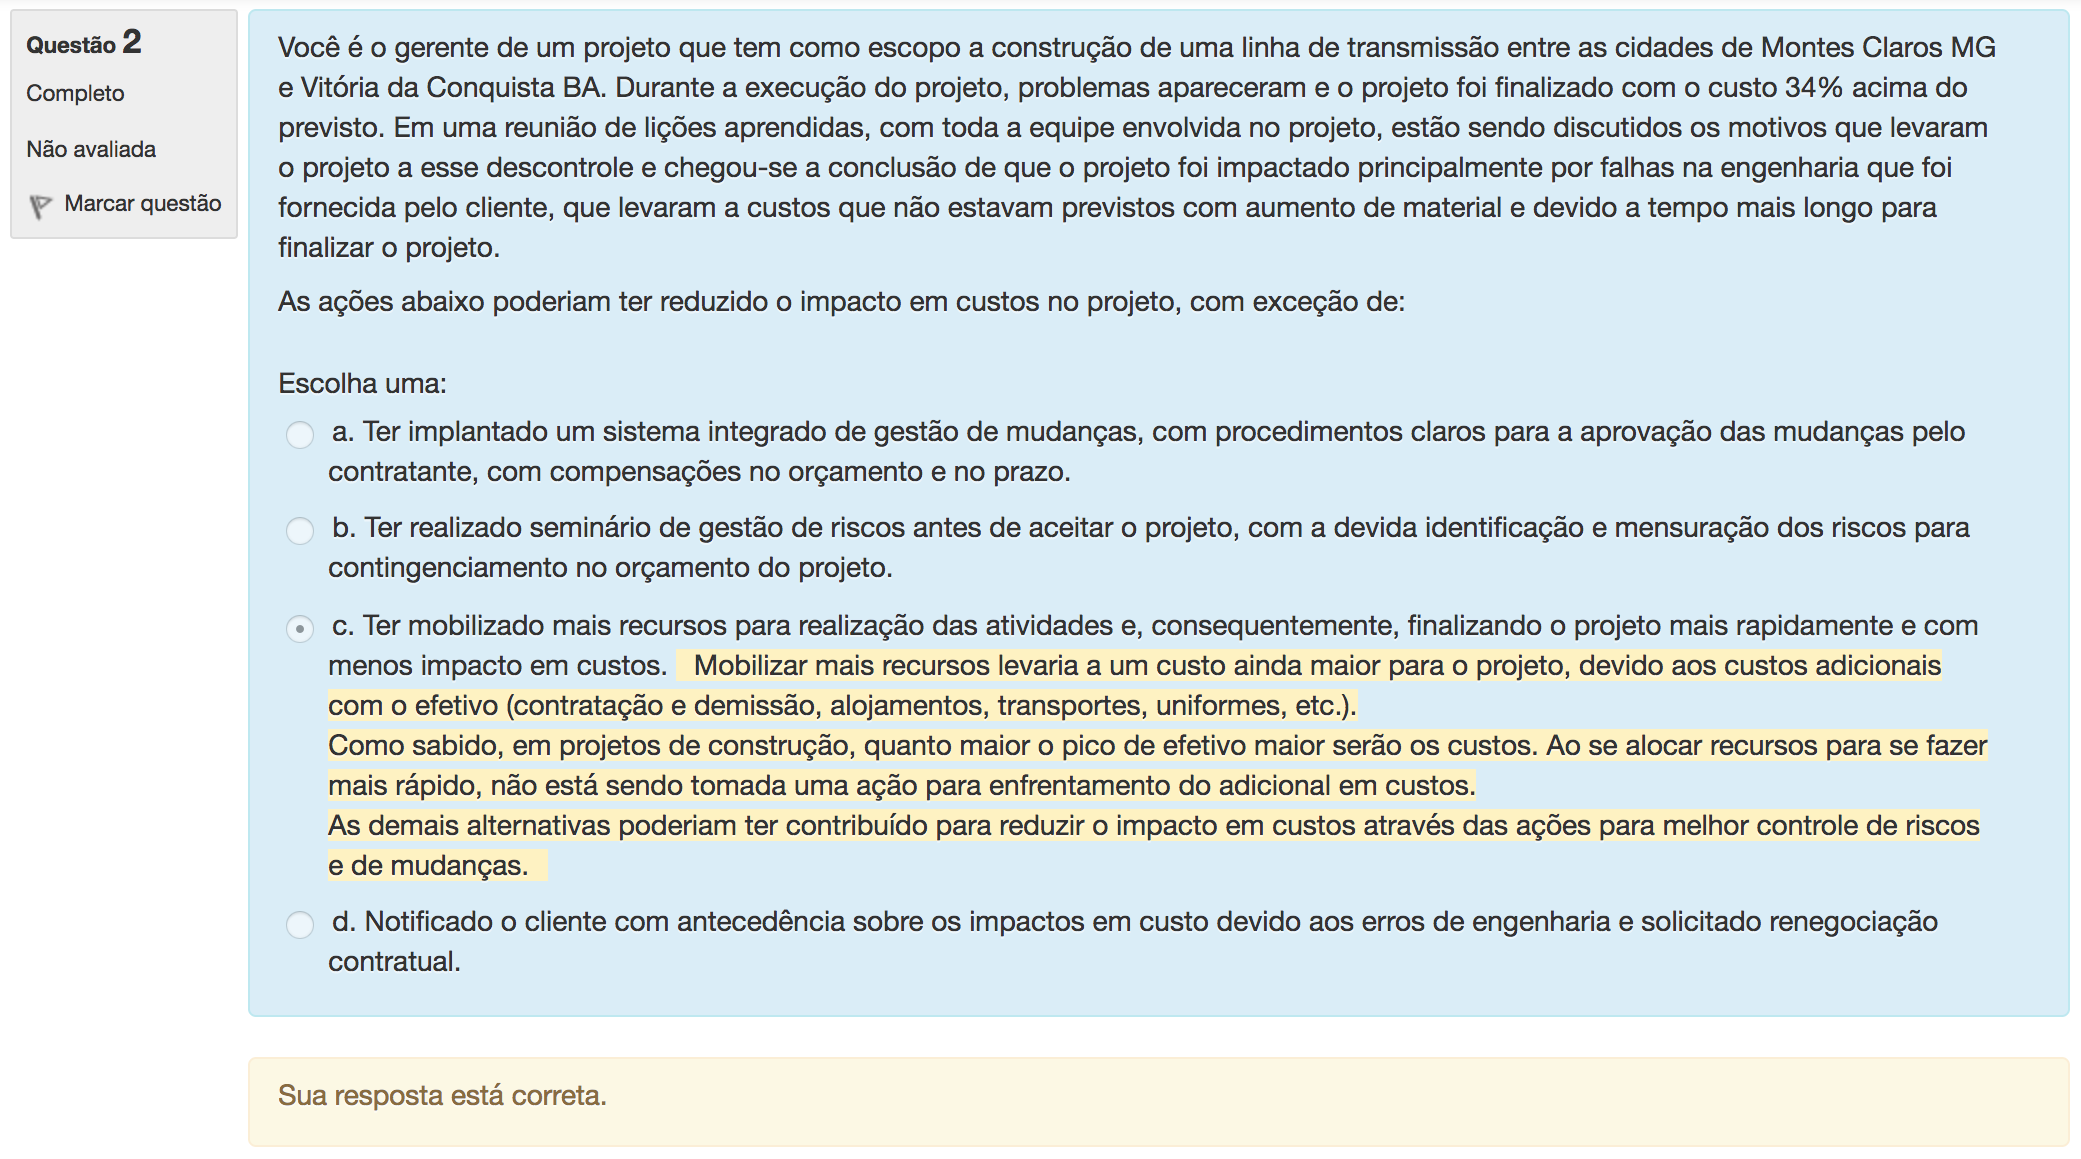 Questão 2
Completo
Não avaliada
Marcar questão
Você é o gerente de um projeto que tem como escopo a construção de uma linha de transmissão entre as cidades de Montes Claros MG
e Vitória da Conquista BA. Durante a execução do projeto, problemas apareceram e o projeto foi finalizado com o custo 34% acima do
previsto. Em uma reunião de lições aprendidas, com toda a equipe envolvida no projeto, estão sendo discutidos os motivos que levaram
o projeto a esse descontrole e chegou-se a conclusão de que o projeto foi impactado principalmente por falhas na engenharia que foi
fornecida pelo cliente, que levaram a custos que não estavam previstos com aumento de material e devido a tempo mais longo para
finalizar o projeto.
As ações abaixo poderiam ter reduzido o impacto em custos no projeto, com exceção de:
Escolha uma:
a. Ter implantado um sistema integrado de gestão de mudanças, com procedimentos claros para a aprovação das mudanças pelo
contratante, com compensações no orçamento e no prazo.
b. Ter realizado seminário de gestão de riscos antes de aceitar o projeto, com a devida identificação e mensuração dos riscos para
contingenciamento no orçamento do projeto.
c. Ter mobilizado mais recursos para realização das atividades e, consequentemente, finalizando o projeto mais rapidamente e com
menos impacto em custos. Mobilizar mais recursos levaria a um custo ainda maior para o projeto, devido aos custos adicionais
com o efetivo (contratação e demissão, alojamentos, transportes, uniformes, etc.).
Como sabido, em projetos de construção, quanto maior o pico de efetivo maior serão os custos. Ao se alocar recursos para se fazer
mais rápido, não está sendo tomada uma ação para enfrentamento do adicional em custos.
As demais alternativas poderiam ter contribuído para reduzir o impacto em custos através das ações para melhor controle de riscos
e de mudanças.
d. Notificado o cliente com antecedência sobre os impactos em custo devido aos erros de engenharia e solicitado renegociação
contratual.
Sua resposta está correta.